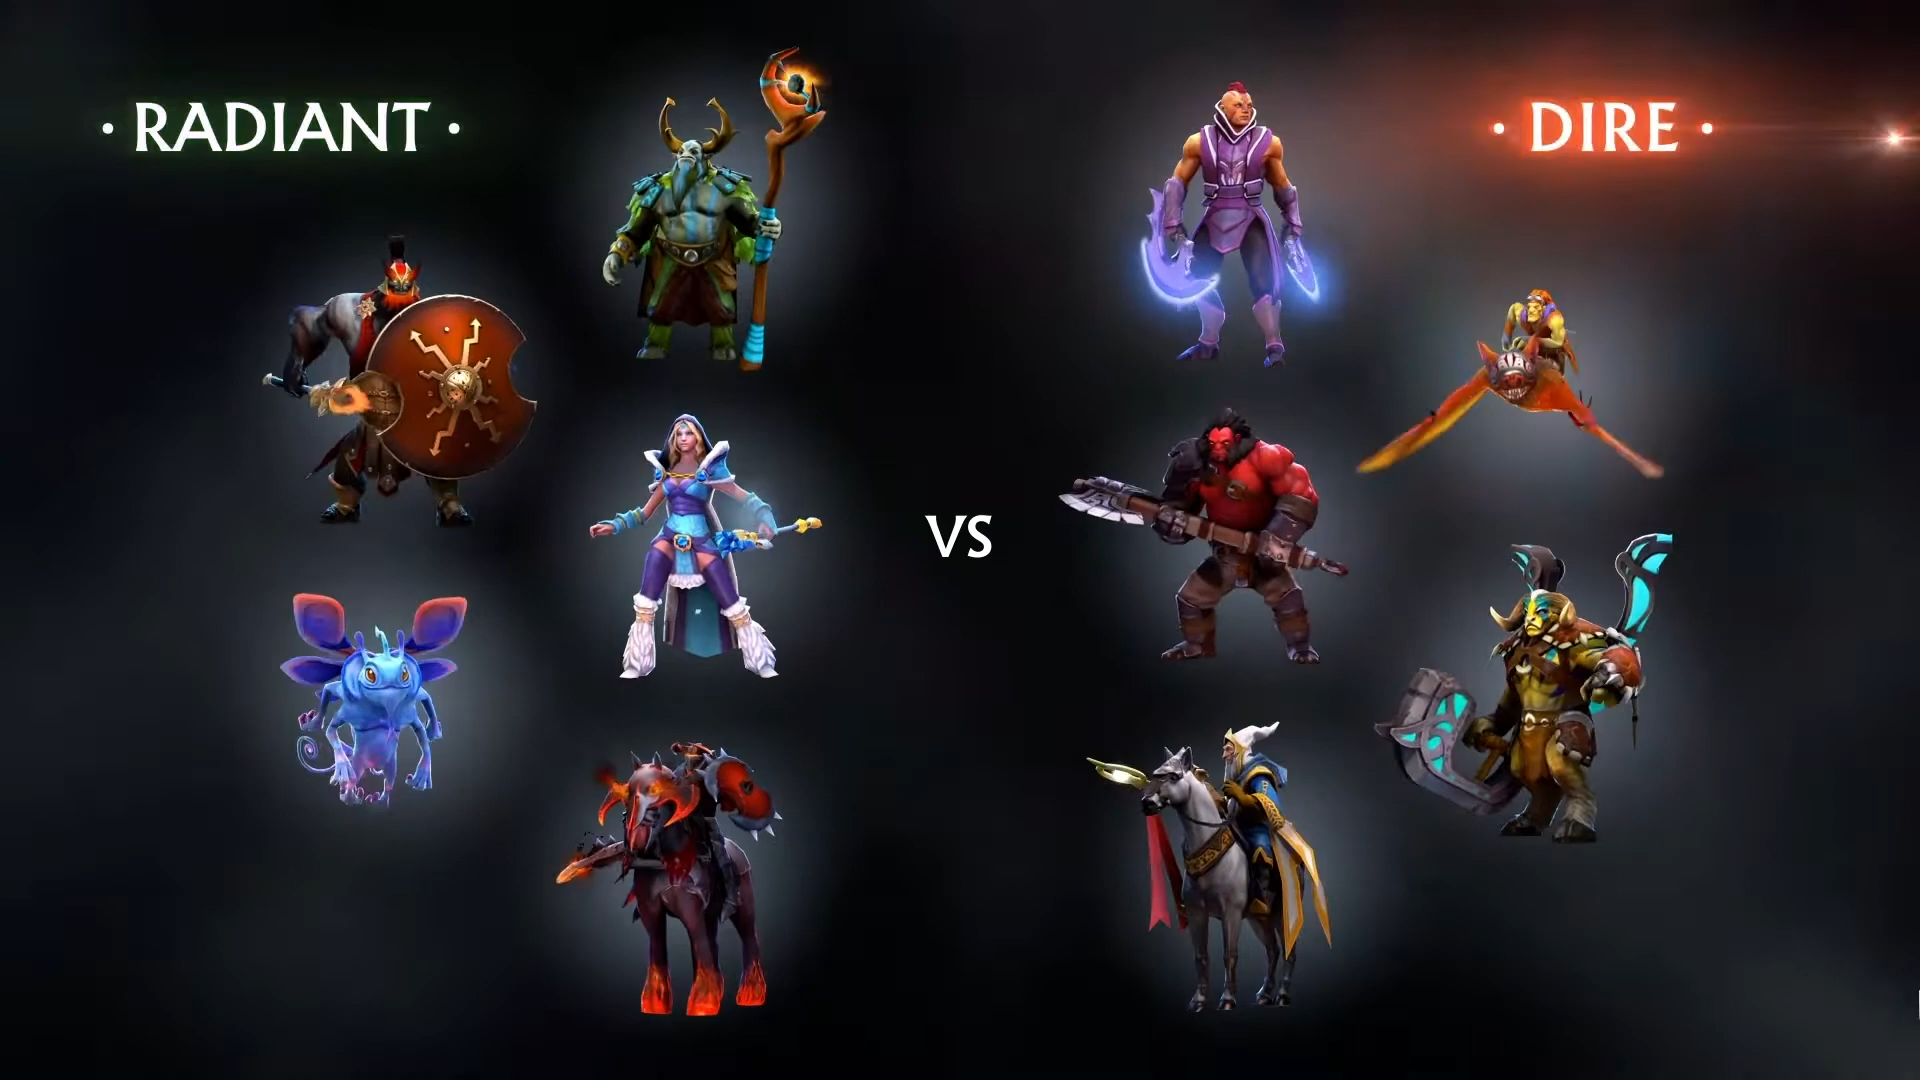 • RADIANT •
• DIRE •
VS